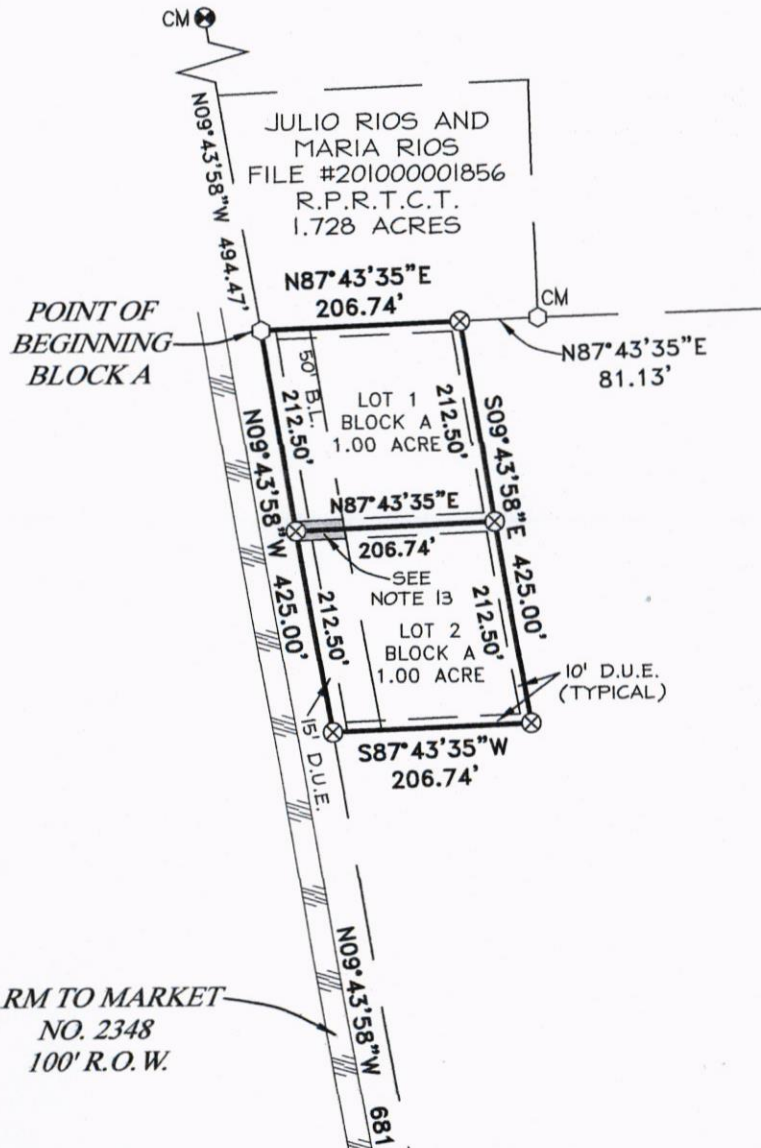 CM
N09°43'58"W 494.47'
JULIO RIOS AND
MARIA RIOS
FILE #201000001856
R.P.R.T.C.T.
1.728 ACRES
N87°43'35"E
206.74'
CM
N87°43'35"E
81.13'
POINT OF
BEGINNING
BLOCK A
50' B.L.
212.50'
LOT 1
BLOCK A
1.00 ACRE
212.50'
N09°43'58"W 425.00'
S09°43'58"E 425.00'
N87°43'35"E
206.74'
SEE
NOTE 13
212.50'
LOT 2
BLOCK A
1.00 ACRE
212.50'
10' D.U.E.
(TYPICAL)
15' D.U.E.
S87°43'35"W
206.74'
RM TO MARKET
NO. 2348
100' R.O.W.
N09°43'58"W 681